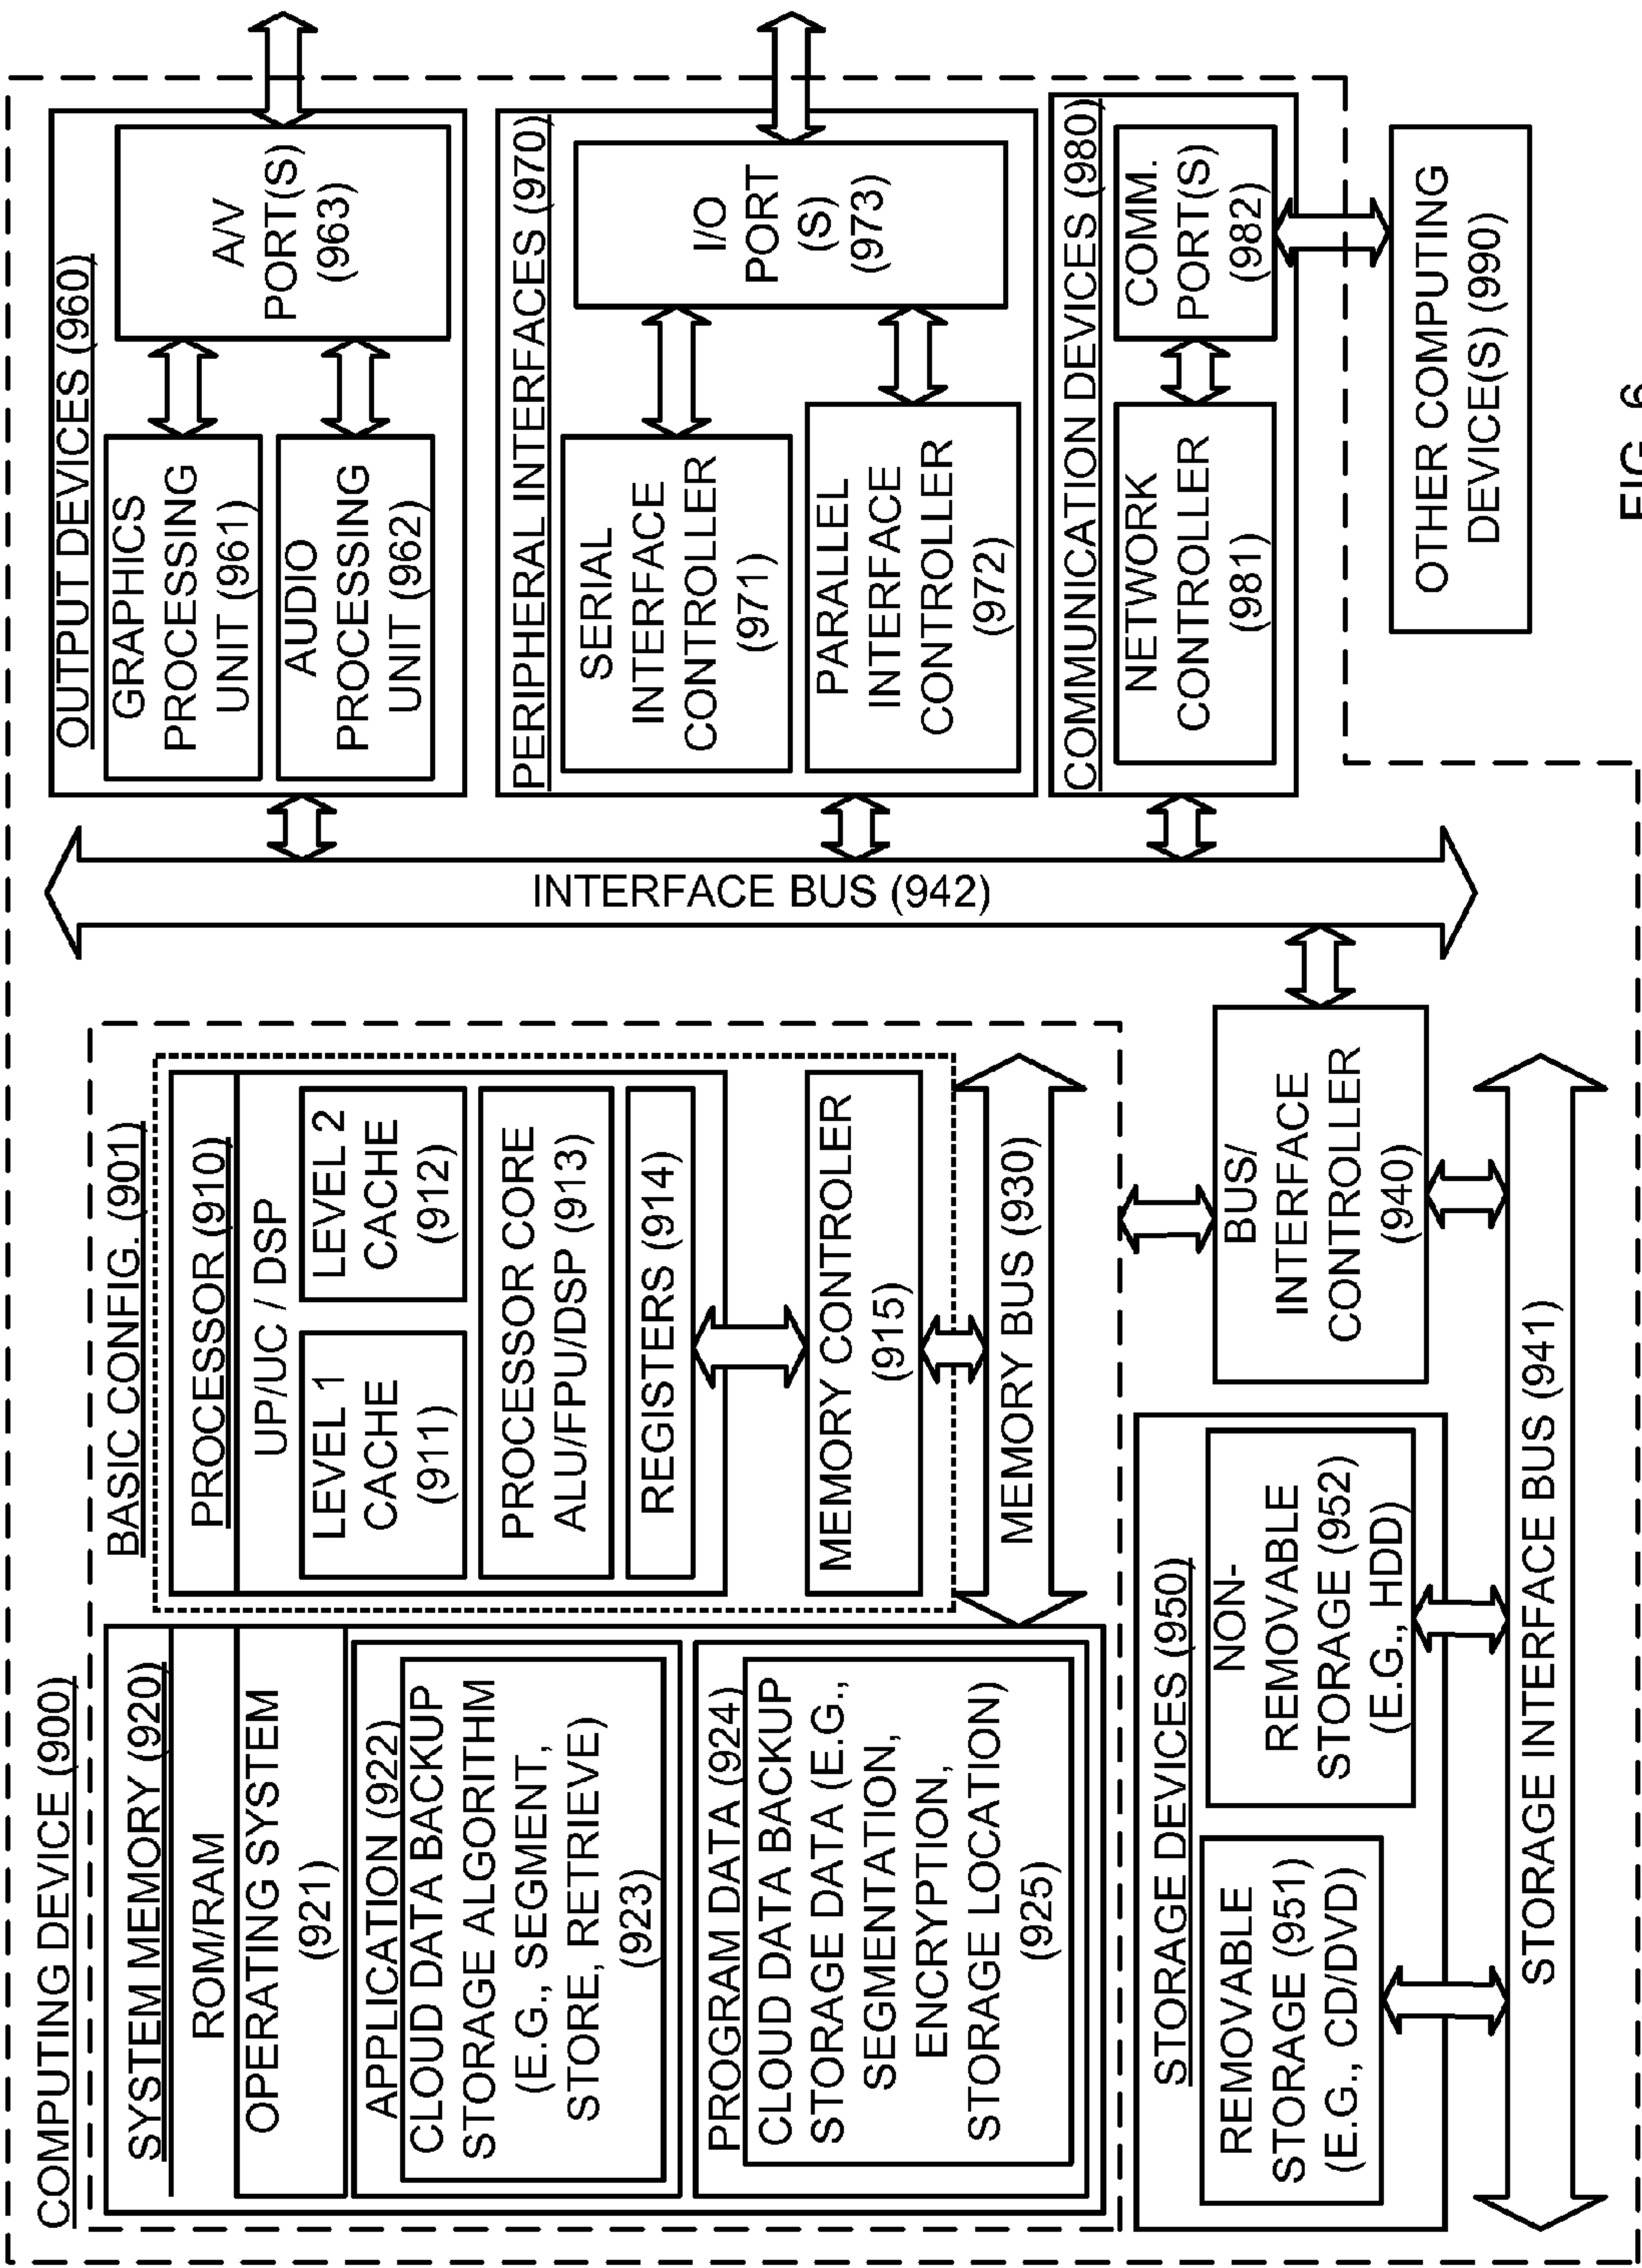 COMPUTING DEVICE (900)
SYSTEM MEMORY (920)
ROM/RAM
OPERATING SYSTEM
(921)
APPLICATION (922)
CLOUD DATA BACKUP
STORAGE ALGORITHM
(E.G., SEGMENT,
STORE, RETRIEVE)
(923)
PROGRAM DATA (924)
CLOUD DATA BACKUP
STORAGE DATA (E.G.,
SEGMENTATION,
ENCRYPTION,
STORAGE LOCATION)
(925)
BASIC CONFIG. (901)
PROCESSOR (910)
UP/UC / DSP
LEVEL 1
CACHE
(911)
LEVEL 2
CACHE
(912)
PROCESSOR CORE
ALU/FPU/DSP (913)
REGISTERS (914)
MEMORY CONTROLER
(915)
MEMORY BUS (930)
BUS/
INTERFACE
CONTROLLER
(940)
STORAGE DEVICES (950)
REMOVABLE
STORAGE (951)
(E.G., CD/DVD)
NON-
REMOVABLE
STORAGE (952)
(E.G., HDD)
STORAGE INTERFACE BUS (941)
INTERFACE BUS (942)
OUTPUT DEVICES (960)
GRAPHICS
PROCESSING
UNIT (961)
AUDIO
PROCESSING
UNIT (962)
A/V
PORT(S)
(963)
PERIPHERAL INTERFACES (970)
SERIAL
INTERFACE
CONTROLLER
(971)
PARALLEL
INTERFACE
CONTROLLER
(972)
I/O
PORT
(S)
(973)
COMMUNICATION DEVICES (980)
NETWORK
CONTROLLER
(981)
COMM.
PORT(S)
(982)
OTHER COMPUTING
DEVICE(S) (990)
FIG. 6